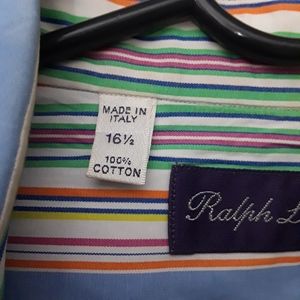 MADE IN
ITALY
16½
100%
COTTON
Ralph L